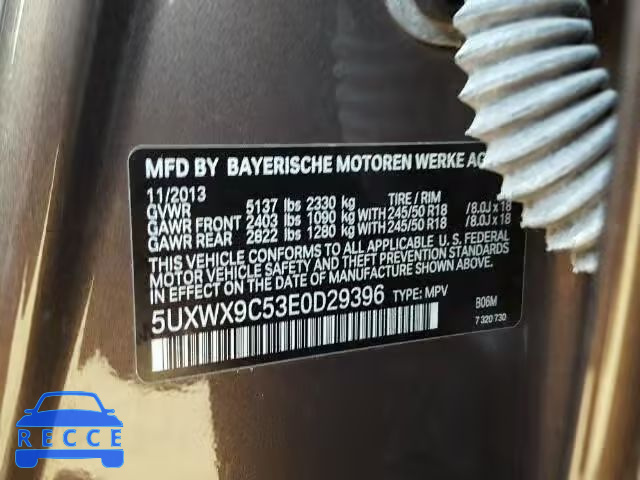 MFD BY BAYERISCHE MOTOREN WERKE AG
11/2013
GVWR 5137 lbs 2330 kg TIRE / RIM
GAWR FRONT 2403 lbs 1090 kg WITH 245/50 R18 /8.0J x 18
GAWR REAR 2822 lbs 1280 kg WITH 245/50 R18 /8.0J x 18
THIS VEHICLE CONFORMS TO ALL APPLICABLE U. S. FEDERAL
MOTOR VEHICLE SAFETY AND THEFT PREVENTION STANDARDS
IN EFFECT ON THE DATE OF MANUFACTURE SHOWN ABOVE.
5UXWX9C53E0D29396 TYPE: MPV
B06M
7 320 730
RECCE